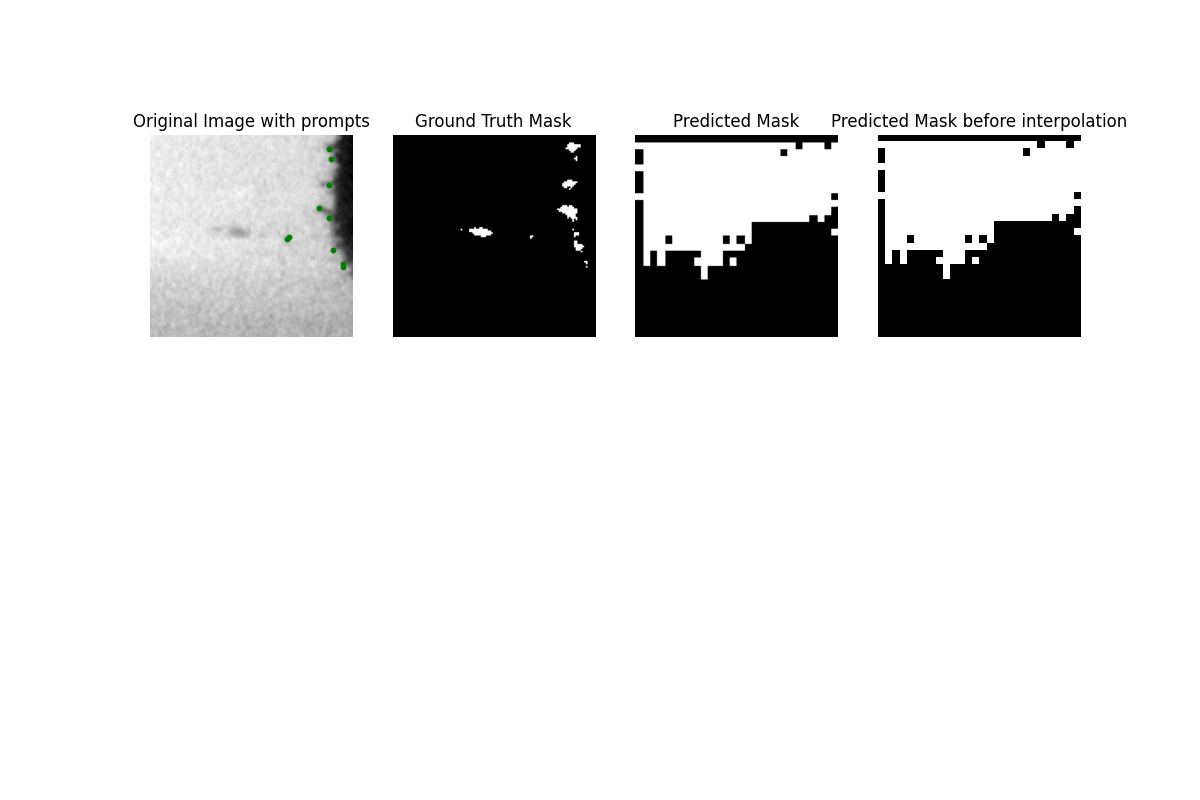 Original Image with prompts
Ground Truth Mask
Predicted Mask
Predicted Mask before interpolation